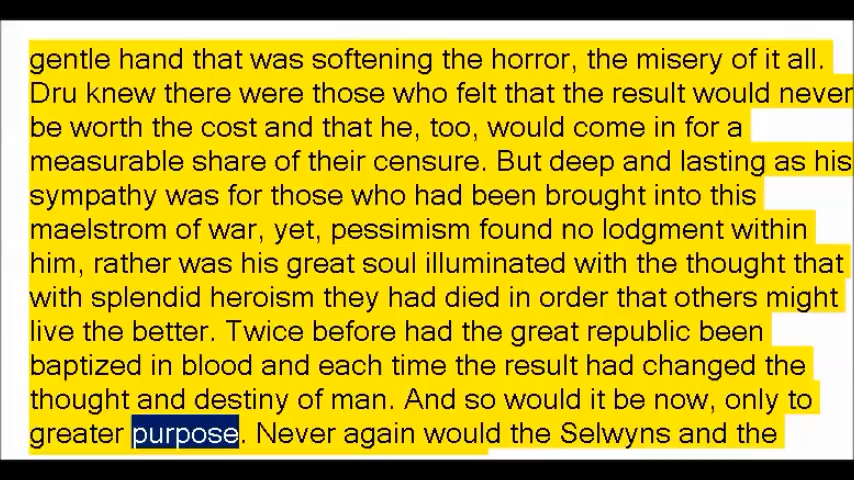 gentle hand that was softening the horror, the misery of it all.
Dru knew there were those who felt that the result would never
be worth the cost and that he, too, would come in for a
measurable share of their censure. But deep and lasting as his
sympathy was for those who had been brought into this
maelstrom of war, yet, pessimism found no lodgment within
him, rather was his great soul illuminated with the thought that
with splendid heroism they had died in order that others might
live the better. Twice before had the great republic been
baptized in blood and each time the result had changed the
thought and destiny of man. And so would it be now, only to
greater purpose. Never again would the Selwyns and the